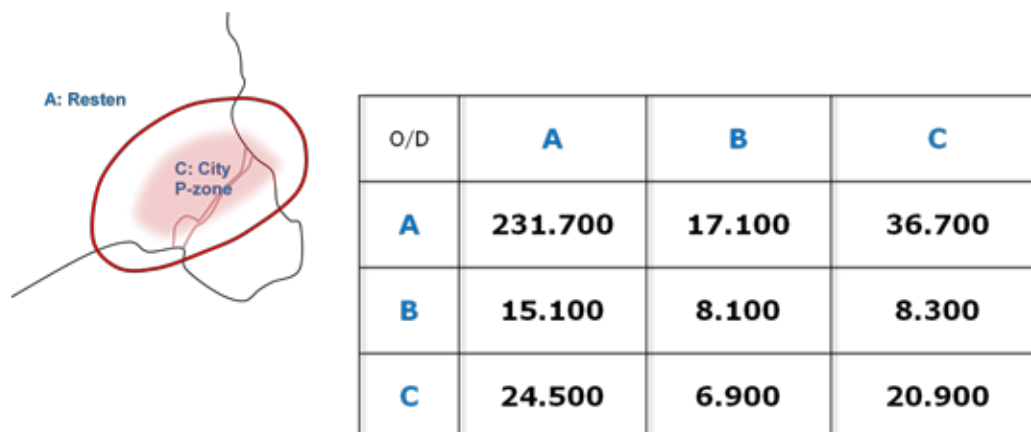 A: Resten
C: City
P-zone
O/D A B C
A 231.700 17.100 36.700
B 15.100 8.100 8.300
C 24.500 6.900 20.900